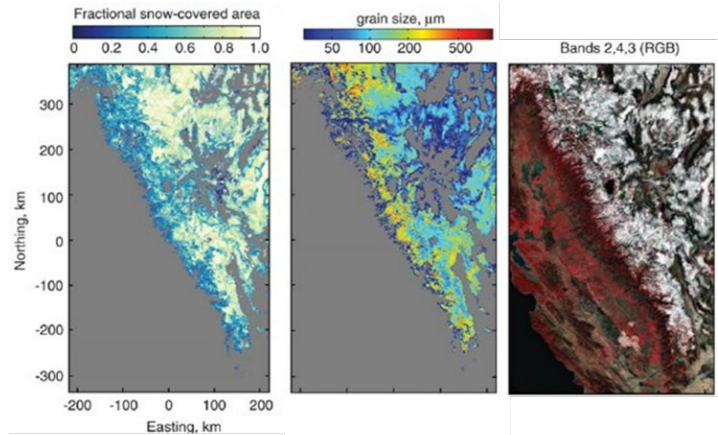 Fractional snow-covered area
0 0.2 0.4 0.6 0.8 1.0
grain size, μm
50 100 200 500
Bands 2,4,3 (RGB)
Northing, km
300
200
100
0
-100
-200
-300
-200 -100 0 100 200
Easting, km